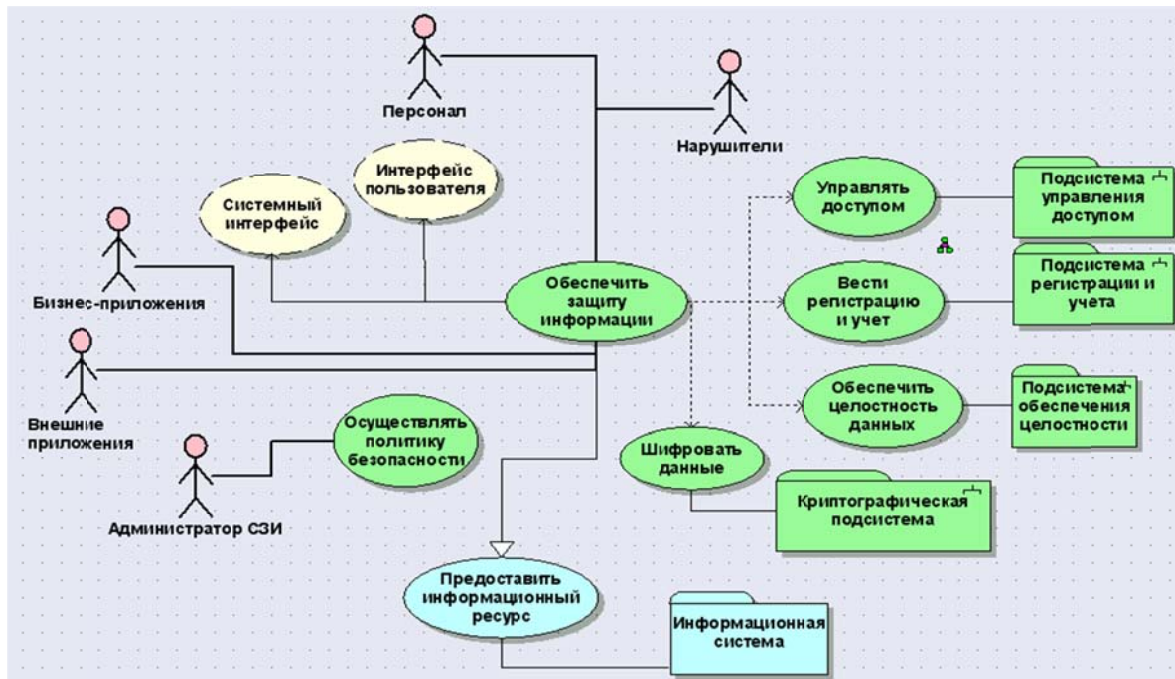 Персонал
Нарушители
Интерфейс
пользователя
Системный
интерфейс
Управлять
доступом
Подсистема
управления
доступом
Бизнес-приложения
Обеспечить
защиту
информации
Вести
регистрацию
и учет
Подсистема
регистрации и
учета
Внешние
приложения
Осуществлять
политику
безопасности
Обеспечить
целостность
данных
Подсистема
обеспечения
целостности
Шифровать
данные
Администратор СЗИ
Криптографическая
подсистема
Предоставить
информационный
ресурс
Информационная
система